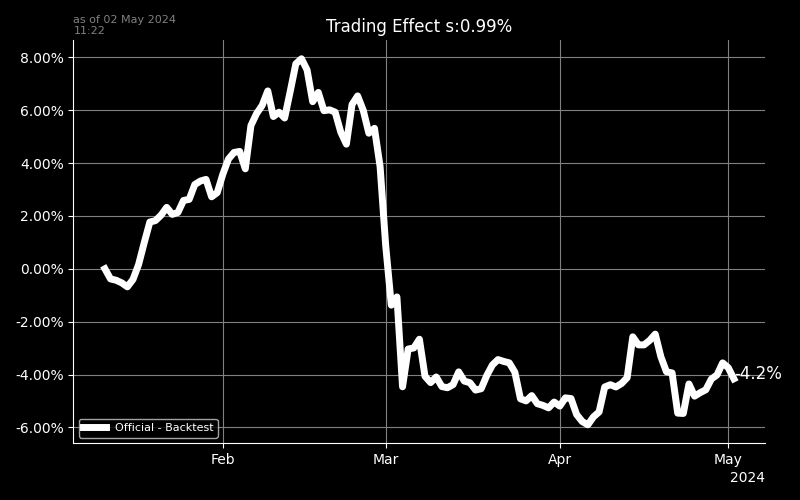 as of 02 May 2024
11:22
Trading Effect s:0.99%
8.00%
6.00%
4.00%
2.00%
0.00%
-2.00%
-4.00%
-6.00%
-4.2%
Official - Backtest
Feb
Mar
Apr
May
2024